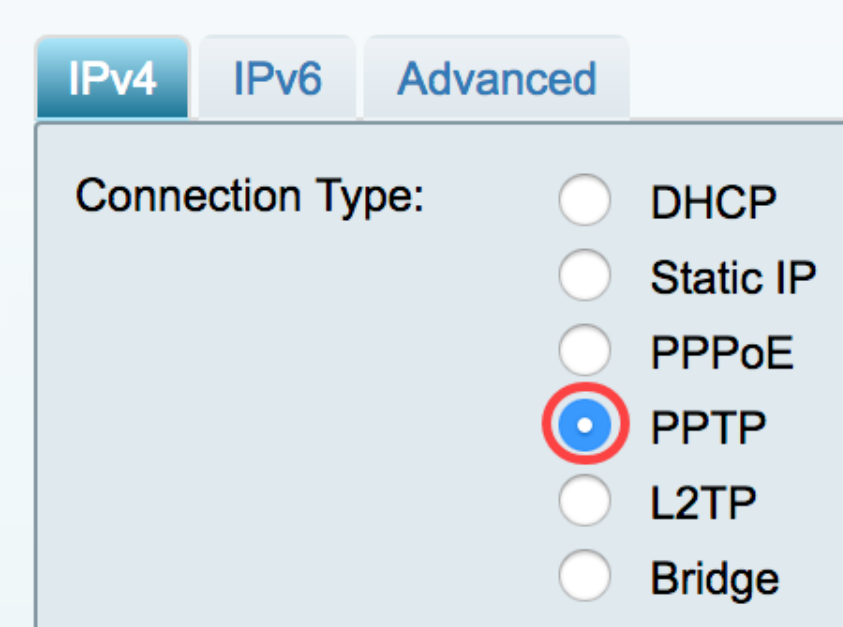 IPv4 IPv6 Advanced
Connection Type: DHCP
Static IP
PPPoE
PPTP
L2TP
Bridge